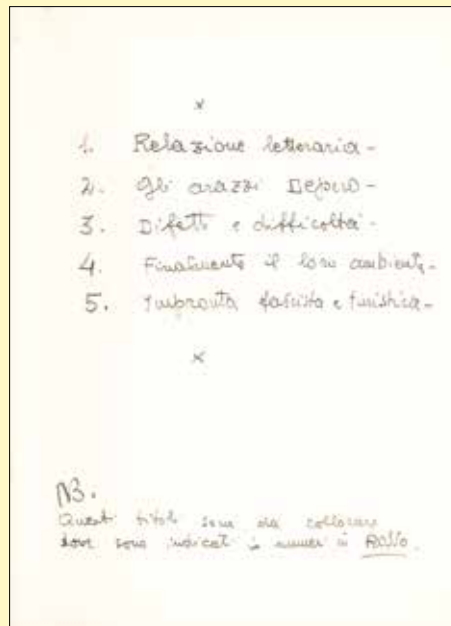 x
1. Relazione letteraria -
2. Gli arazzi Depero -
3. Difetti e difficoltà -
4. Finalmente il loro ambiente -
5. Impronta fascista e turistica -
x
NB.
Questi titoli sono da collocare
dove sono indicati i numeri in ROSSO.